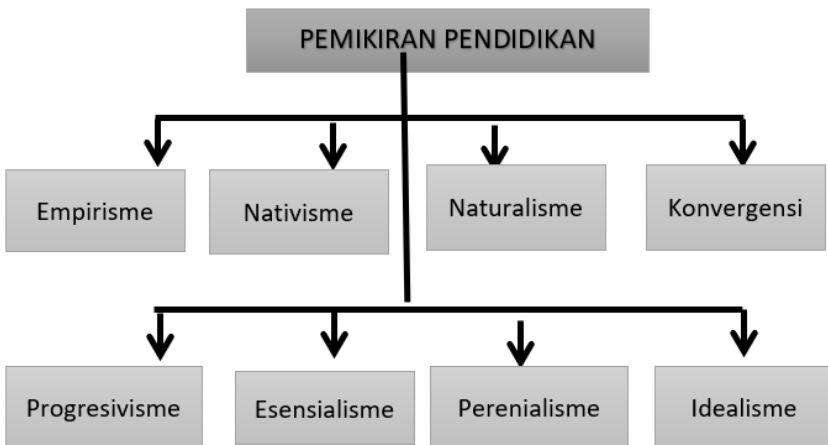 PEMIKIRAN PENDIDIKAN
Empirisme
Nativisme
Naturalisme
Konvergensi
Progresivisme
Esensialisme
Perenialisme
Idealisme